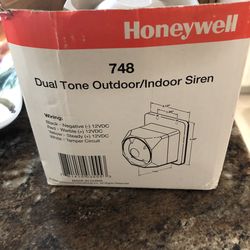 Honeywell
748
Dual Tone Outdoor/Indoor Siren
Wiring:
Black - Negative (-) 12VDC
Red - Warble (+) 12VDC
Yellow - Steady (+) 12VDC
White - Tamper Circuit